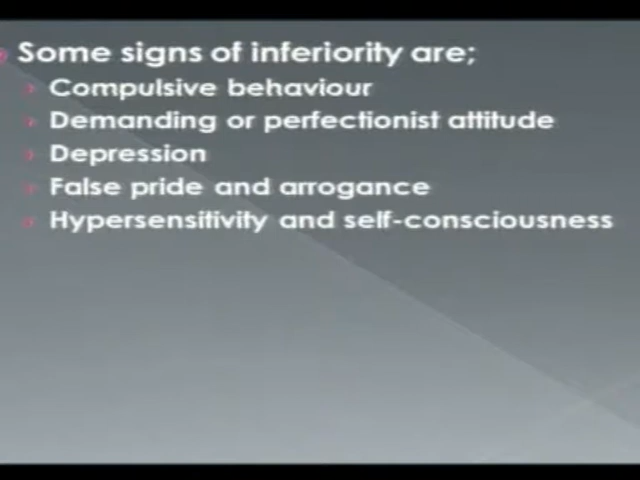 Some signs of inferiority are;
Compulsive behaviour
Demanding or perfectionist attitude
Depression
False pride and arrogance
Hypersensitivity and self-consciousness